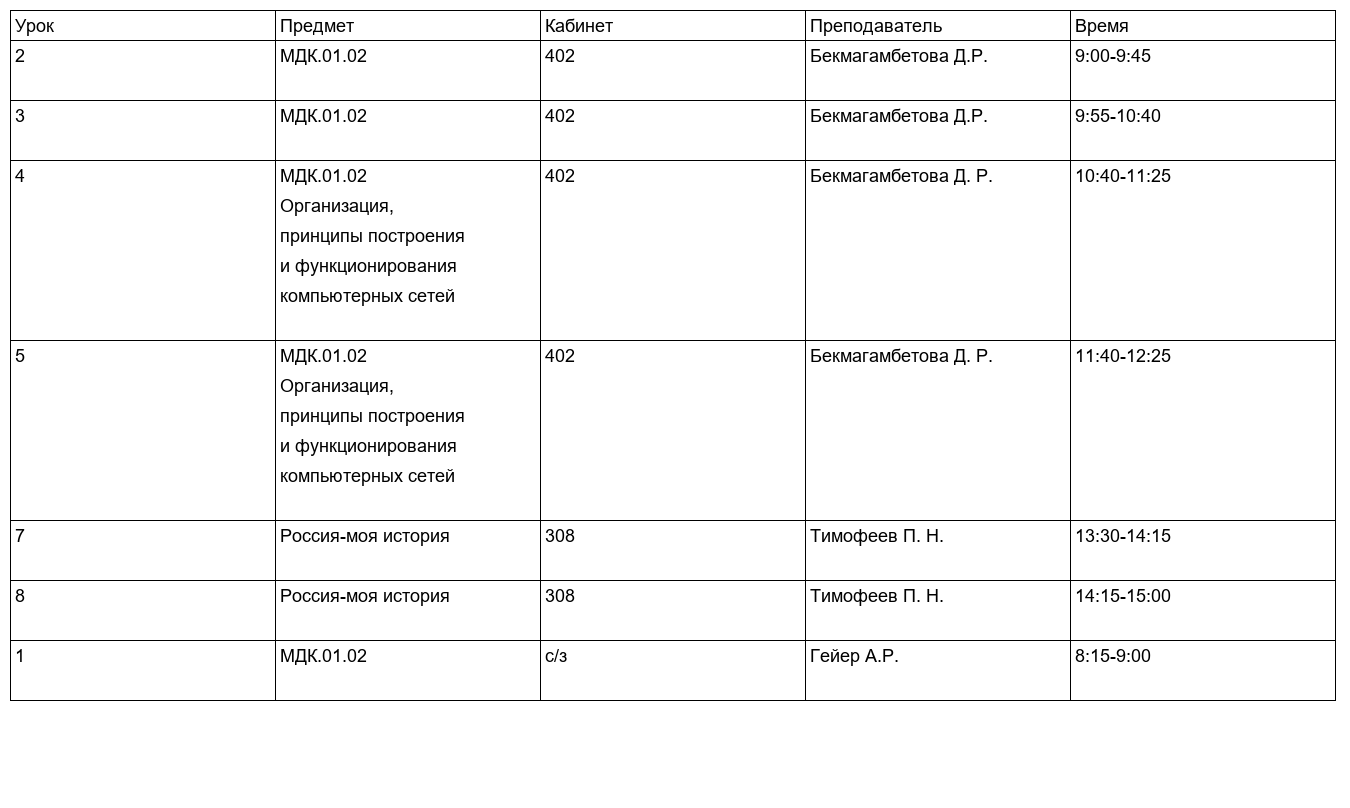 Урок Предмет Кабинет Преподаватель Время
2 МДК.01.02 402 Бекмагамбетова Д.Р. 9:00-9:45
3 МДК.01.02 402 Бекмагамбетова Д.Р. 9:55-10:40
4 МДК.01.02 402 Бекмагамбетова Д. Р. 10:40-11:25
Организация,
принципы построения
и функционирования
компьютерных сетей
5 МДК.01.02 402 Бекмагамбетова Д. Р. 11:40-12:25
Организация,
принципы построения
и функционирования
компьютерных сетей
7 Россия-моя история 308 Тимофеев П. Н. 13:30-14:15
8 Россия-моя история 308 Тимофеев П. Н. 14:15-15:00
1 МДК.01.02 с/з Гейер А.Р. 8:15-9:00